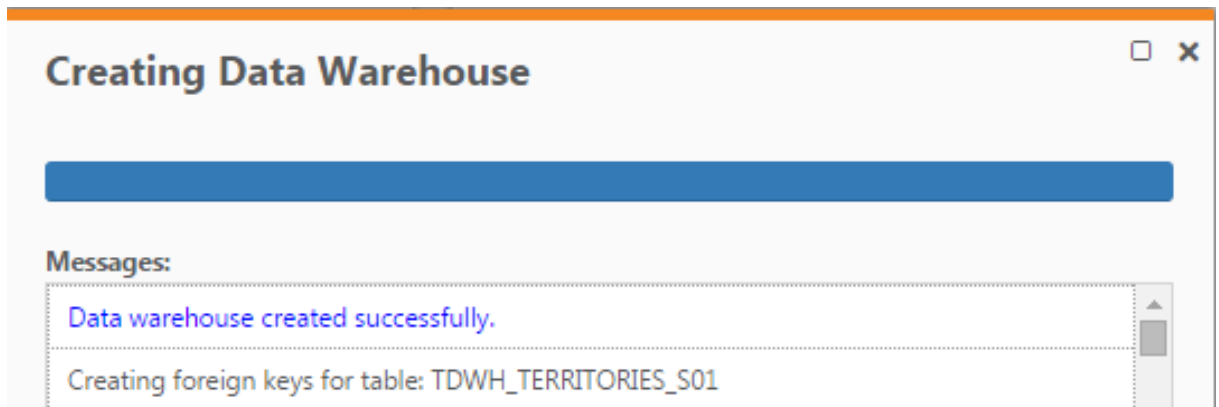 Creating Data Warehouse
Messages:
Data warehouse created successfully.
Creating foreign keys for table: TDWH_TERRITORIES_S01